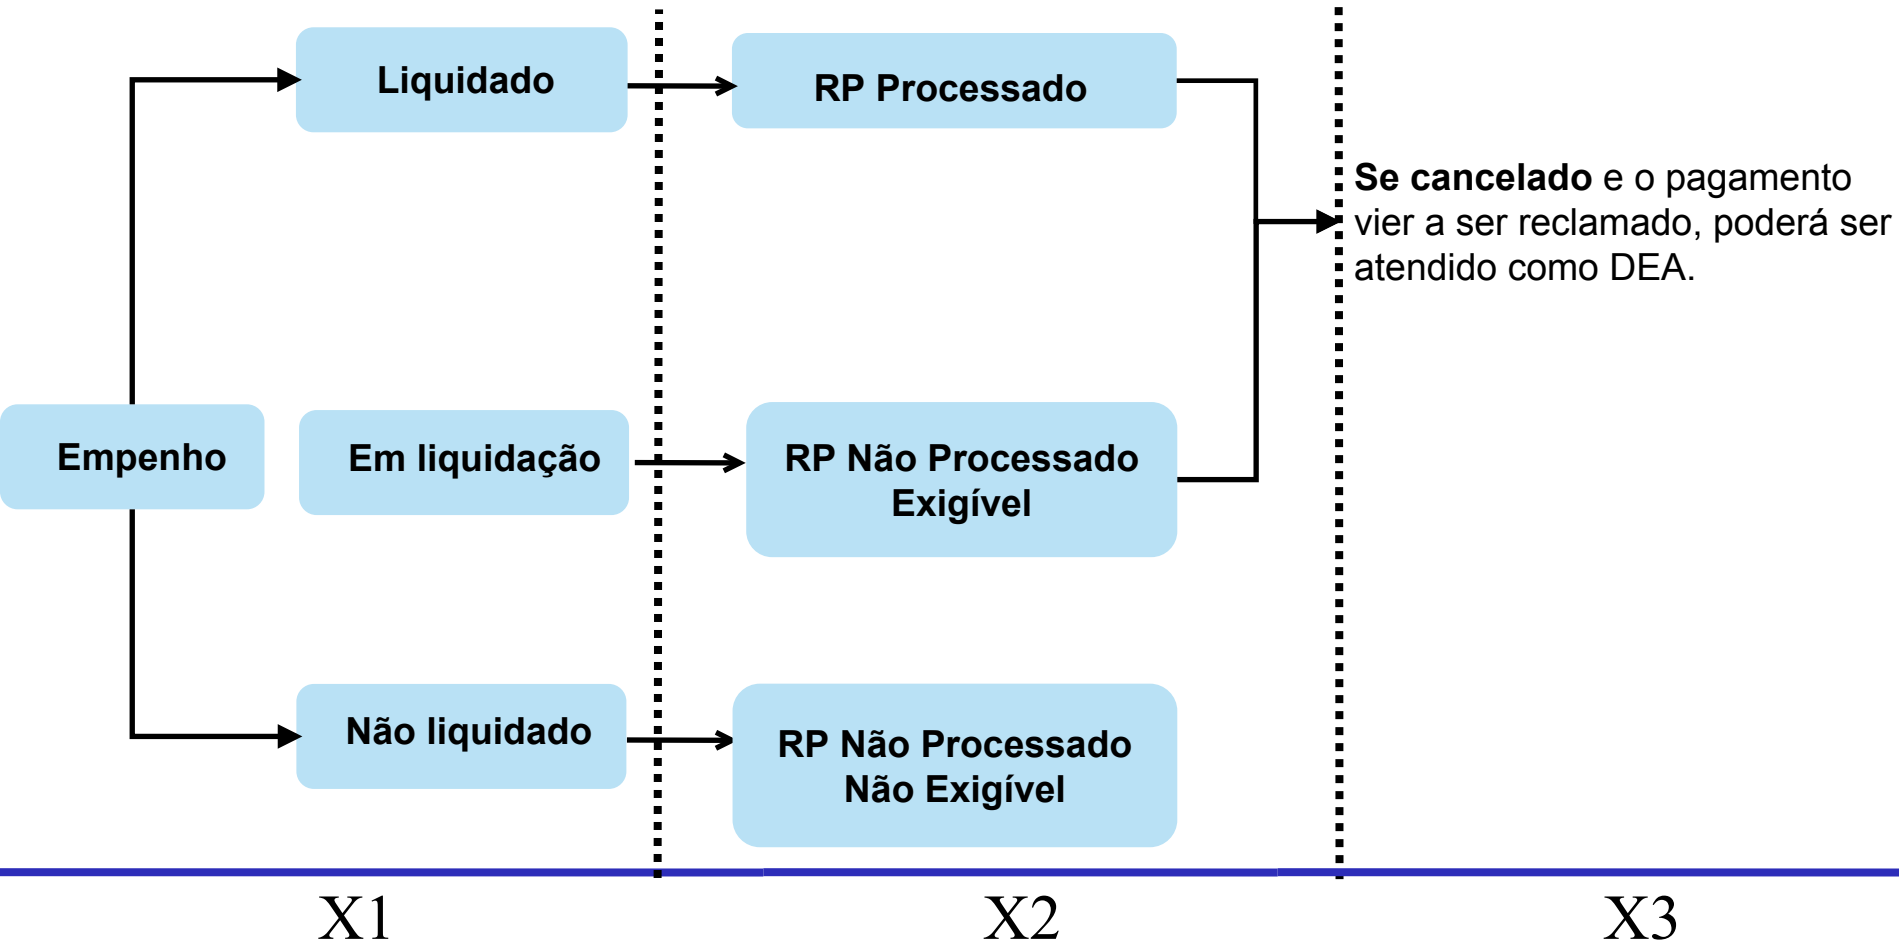 Liquidado
RP Processado
Se cancelado e o pagamento
vier a ser reclamado, poderá ser
atendido como DEA.
Empenho
Em liquidação
RP Não Processado
Exigível
Não liquidado
RP Não Processado
Não Exigível
X1
X2
X3